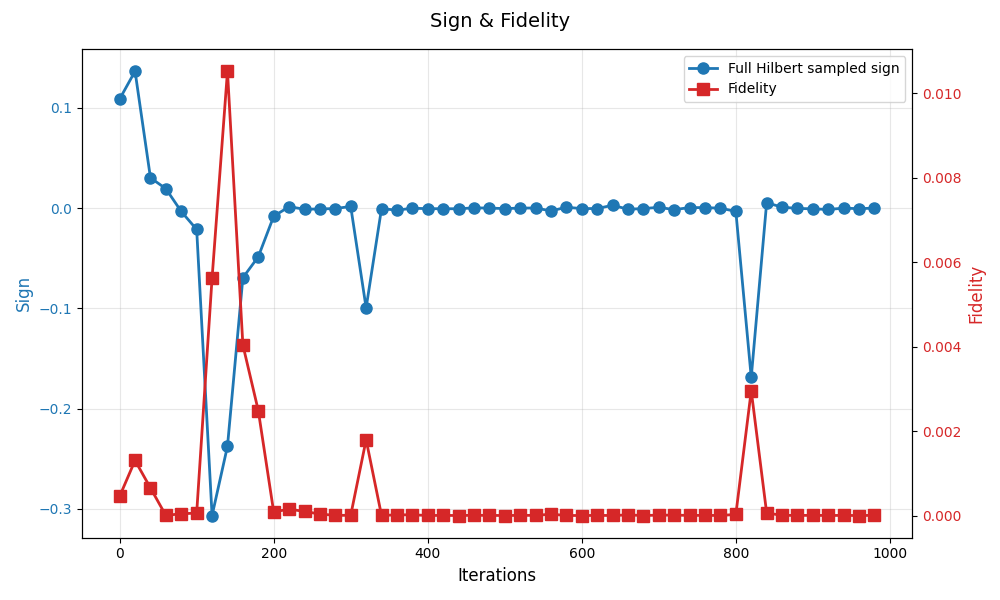 Sign & Fidelity
Full Hilbert sampled sign
Fidelity
0.1
0.0
−0.1
−0.2
−0.3
Sign
0.010
0.008
0.006
0.004
0.002
0.000
Fidelity
0 200 400 600 800 1000
Iterations